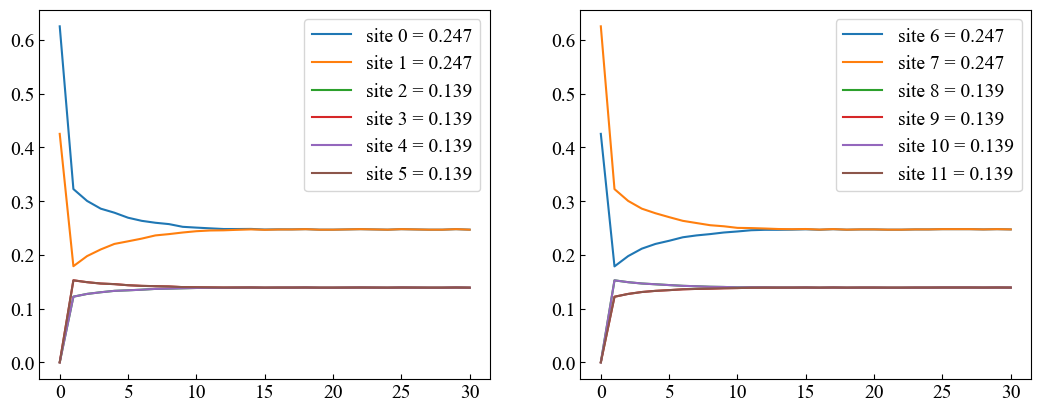 0.6
0.5
0.4
0.3
0.2
0.1
0.0
0 5 10 15 20 25 30
site 0 = 0.247
site 1 = 0.247
site 2 = 0.139
site 3 = 0.139
site 4 = 0.139
site 5 = 0.139
0.6
0.5
0.4
0.3
0.2
0.1
0.0
0 5 10 15 20 25 30
site 6 = 0.247
site 7 = 0.247
site 8 = 0.139
site 9 = 0.139
site 10 = 0.139
site 11 = 0.139